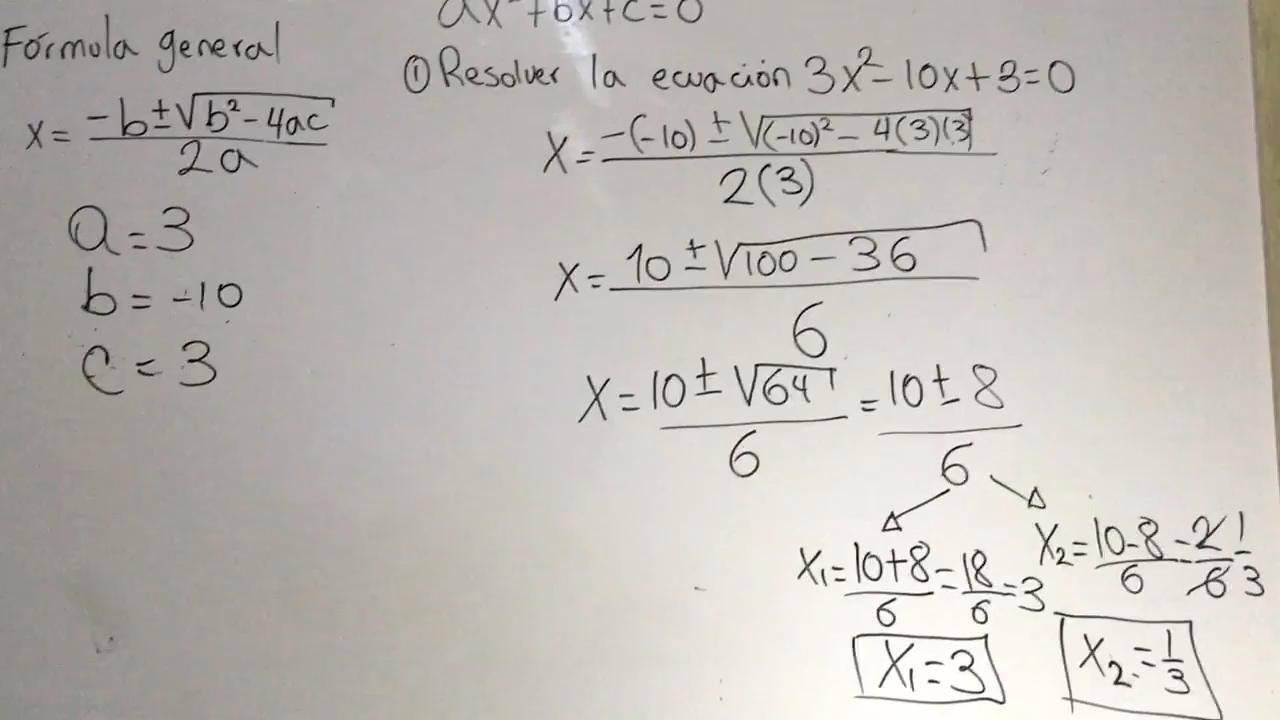 Fórmula general
x = (-b ± √(b² - 4ac)) / 2a
a = 3
b = -10
c = 3
ax² + bx + c = 0
① Resolver la ecuación 3x² - 10x + 3 = 0
x = (-(-10) ± √((-10)² - 4(3)(3))) / 2(3)
x = (10 ± √(100 - 36)) / 6
x = (10 ± √64) / 6 = (10 ± 8) / 6
x₁ = (10+8)/6 = 18/6 = 3
x₂ = (10-8)/6 = 2/6 = 1/3
x₁ = 3
x₂ = 1/3